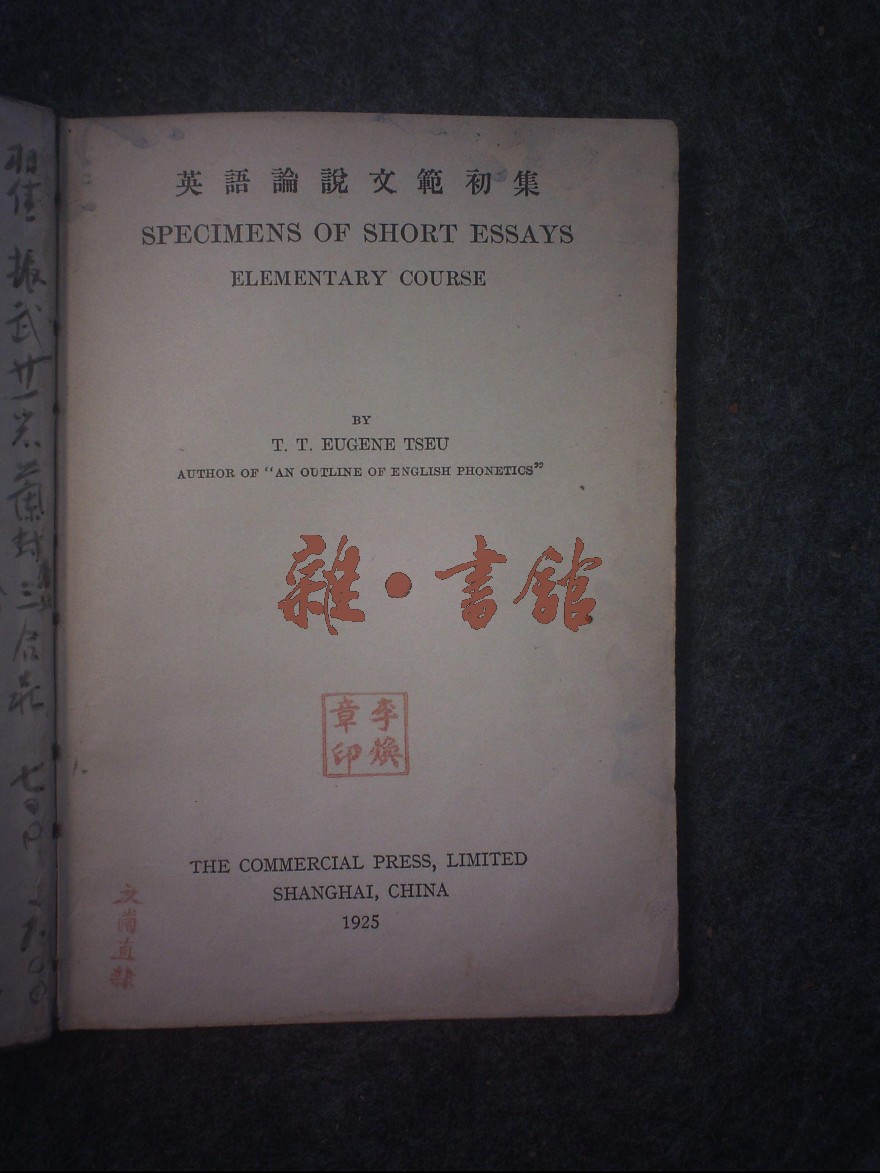 英語論說文範初集
SPECIMENS OF SHORT ESSAYS
ELEMENTARY COURSE
BY
T. T. EUGENE TSEU
AUTHOR OF "AN OUTLINE OF ENGLISH PHONETICS"
雜·書館
李煥
章印
THE COMMERCIAL PRESS, LIMITED
SHANGHAI, CHINA
1925